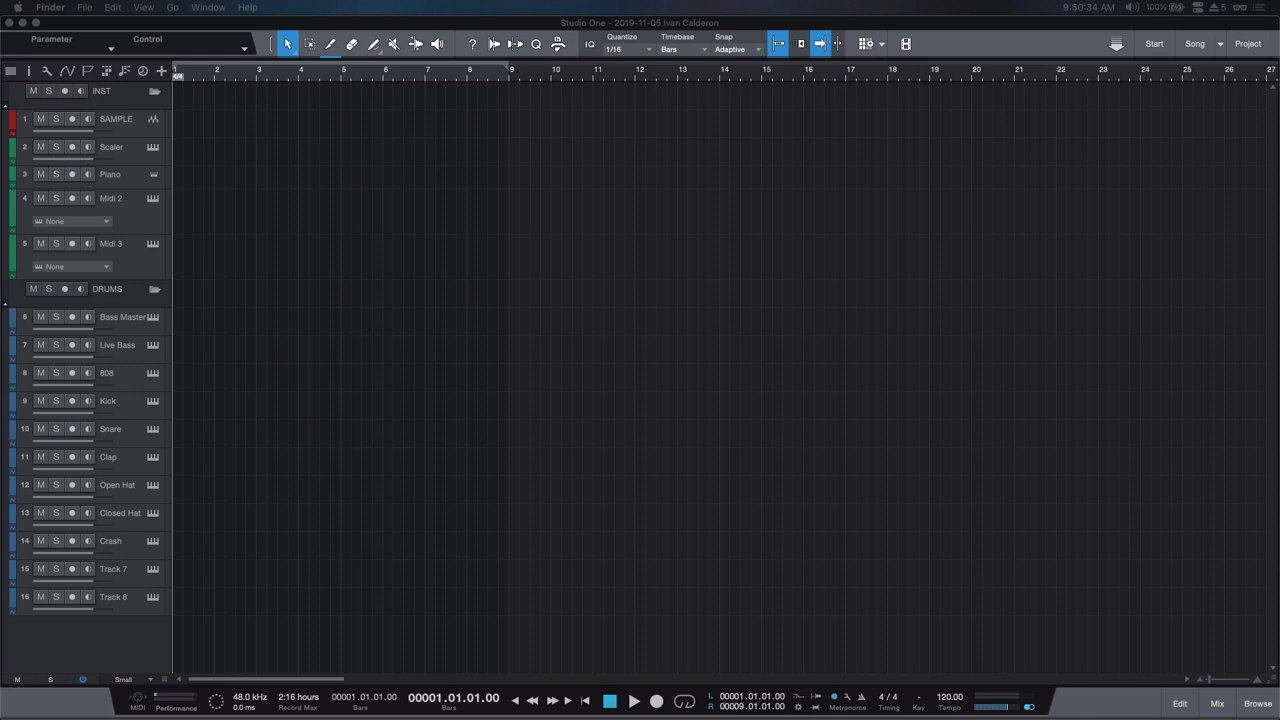 Finder File Edit View Go Window Help 100% 5 9:50:34 AM
Studio One - 2019-11-05 Ivan Calderon
Parameter Control Quantize Timebase Snap
IQ 1/16 Bars Adaptive Start Song Project
1 2 3 4 5 6 7 8 9 10 11 12 13 14 15 16 17 18 19 20 21 22 23 24 25 26 27
4/4
M S INST
1 M S SAMPLE
2 M S Scaler
3 M S Piano
4 M S Midi 2
None
5 M S Midi 3
None
M S DRUMS
6 M S Bass Master
7 M S Live Bass
8 M S 808
9 M S Kick
10 M S Snare
11 M S Clap
12 M S Open Hat
13 M S Closed Hat
14 M S Crash
15 M S Track 7
16 M S Track 8
M S Small
48.0 kHz 2:16 hours 00001.01.01.00 00001.01.01.00 L 00001.01.01.00 4 / 4 120.00
MIDI Performance 0.0 ms Record Max Bars Bars R 00009.01.01.00 Metronome Timing Key Tempo Edit Mix Browse